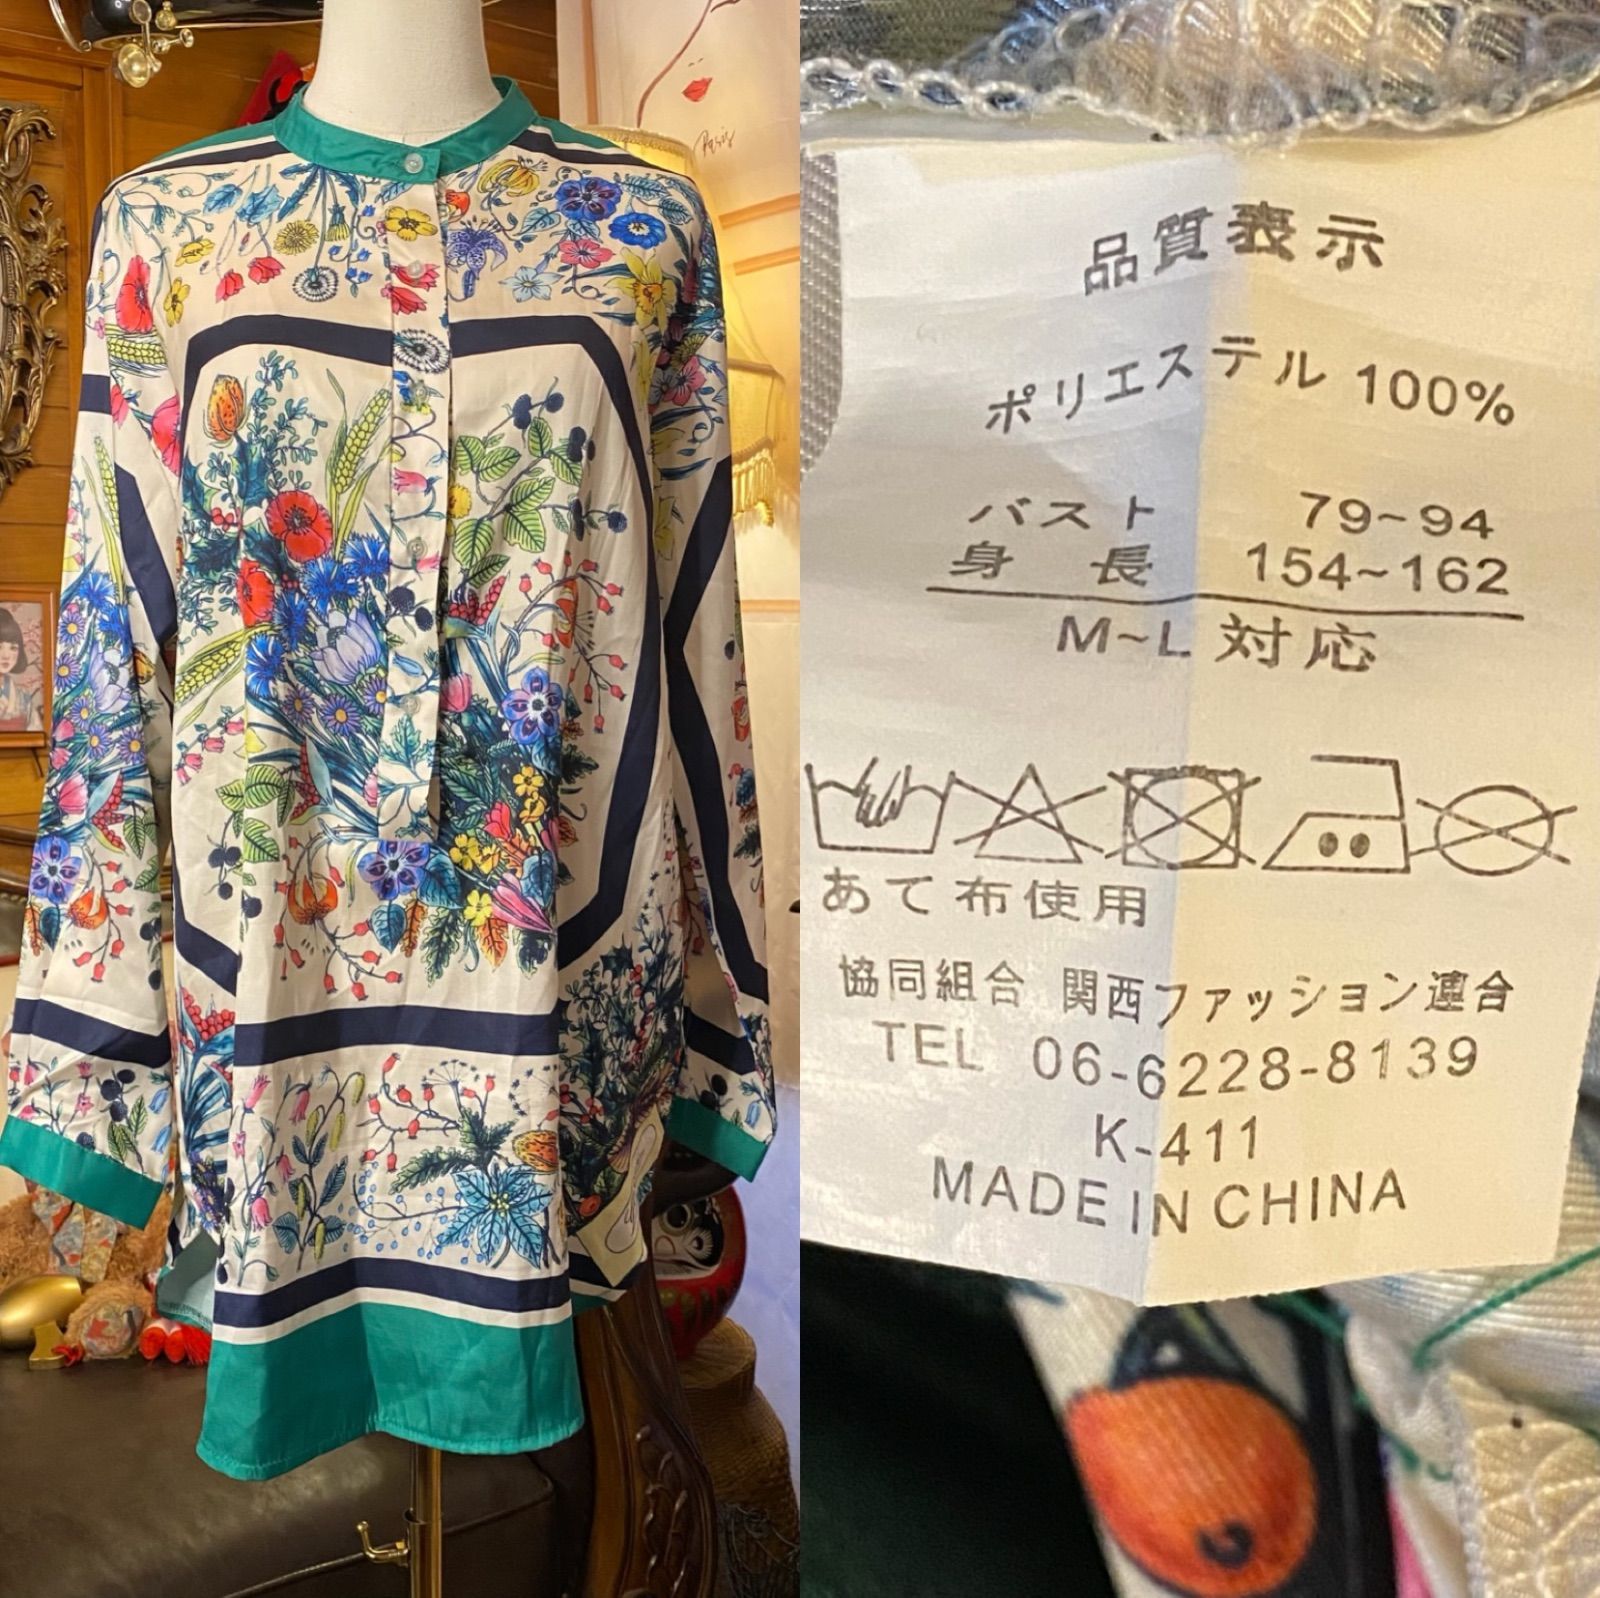 Paris
品質表示
ポリエステル 100%
バスト 79~94
身 長 154~162
M~L 対応
あて布使用
協同組合 関西ファッション連合
TEL 06-6228-8139
K-411
MADE IN CHINA